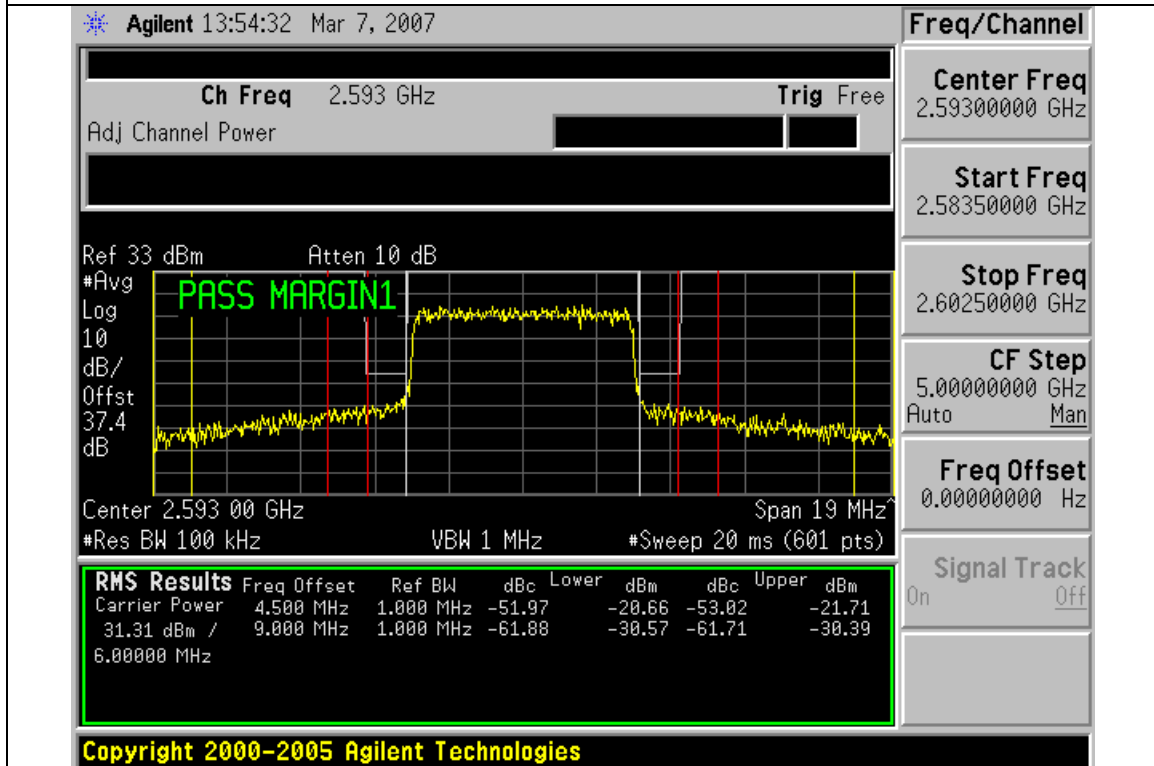 Agilent 13:54:32 Mar 7, 2007
Freq/Channel
Ch Freq 2.593 GHz Trig Free
Adj Channel Power
Center Freq
2.59300000 GHz
Start Freq
2.58350000 GHz
Stop Freq
2.60250000 GHz
CF Step
5.00000000 GHz
Auto Man
Freq Offset
0.00000000 Hz
Signal Track
On Off
Ref 33 dBm Atten 10 dB
#Avg
Log
10
dB/
Offst
37.4
dB
PASS MARGIN1
Center 2.593 00 GHz Span 19 MHz^
#Res BW 100 kHz VBW 1 MHz #Sweep 20 ms (601 pts)
RMS Results Freq Offset Ref BW dBc Lower dBm dBc Upper dBm
Carrier Power 4.500 MHz 1.000 MHz -51.97 -20.66 -53.02 -21.71
31.31 dBm / 9.000 MHz 1.000 MHz -61.88 -30.57 -61.71 -30.39
6.00000 MHz
Copyright 2000-2005 Agilent Technologies